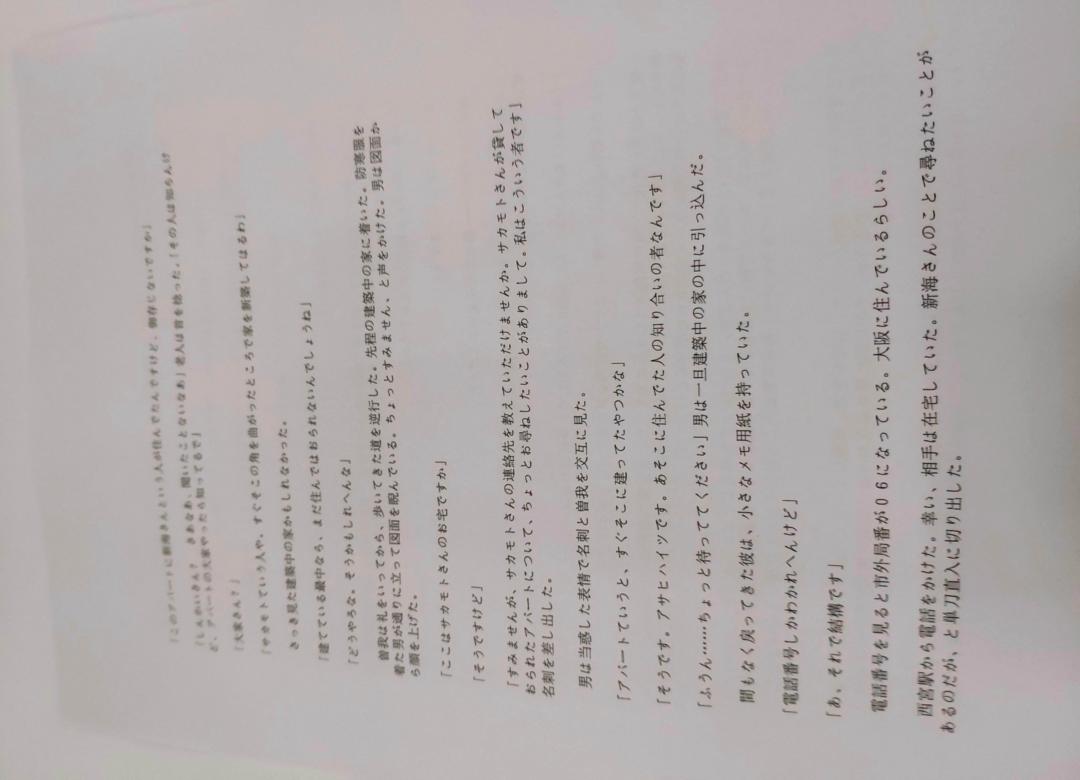 「このアパートに新海さんという人が住んでたんですけど、御存じないですか」
「しんかいさん？　さあなあ、聞いたことないなあ」老人は首を捻った。「その人は知らんけ
ど、アパートの大家やったら知ってるで」
「大家さん？」
「サカモトていう人や、すぐそこの角を曲がったところで家を新築してはるわ」
さっき見た建築中の家かもしれなかった。
「建てている最中なら、まだ住んではおられないんでしょうね」
「どうやろな。そうかもしれへんな」
曽我は礼をいってから、歩いてきた道を逆行した。先程の建築中の家に着いた。防寒服を
着た男が通りに立って図面を睨んでいる。ちょっとすみません、と声をかけた。男は図面か
ら顔を上げた。
「ここはサカモトさんのお宅ですか」
「そうですけど」
「すみませんが、サカモトさんの連絡先を教えていただけませんか。サカモトさんが貸して
おられたアパートについて、ちょっとお尋ねしたいことがありまして。私はこういう者です」
名刺を差し出した。
男は当惑した表情で名刺と曽我を交互に見た。
「アパートていうと、すぐそこに建ってたやつかな」
「そうです。アサヒハイツです。あそこに住んでた人の知り合いの者なんです」
「ふうん……ちょっと待っててください」男は一旦建築中の家の中に引っ込んだ。
間もなく戻ってきた彼は、小さなメモ用紙を持っていた。
「電話番号しかわかれへんけど」
「あ、それで結構です」
電話番号を見ると市外局番が０６になっている。大阪に住んでいるらしい。
西宮駅から電話をかけた。幸い、相手は在宅していた。新海さんのことで尋ねたいことが
あるのだが、と単刀直入に切り出した。